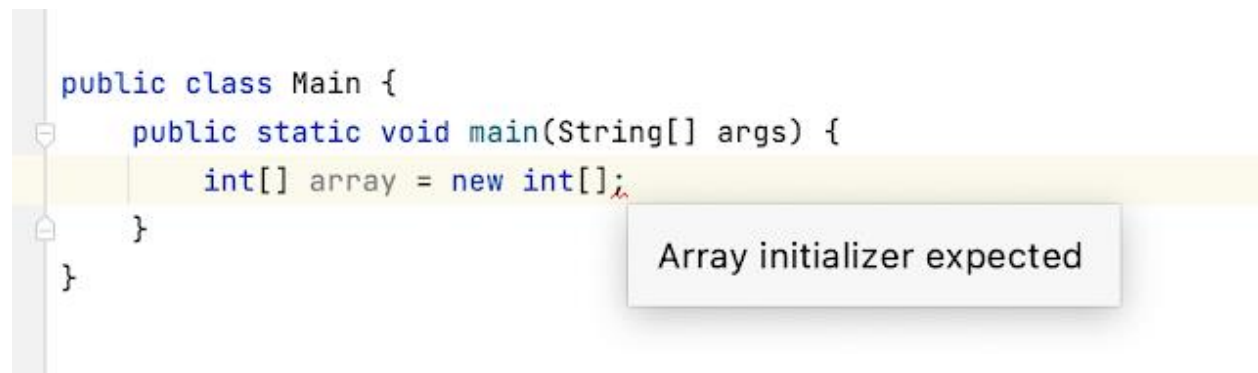 public class Main {
public static void main(String[] args) {
int[] array = new int[];
}
Array initializer expected
}